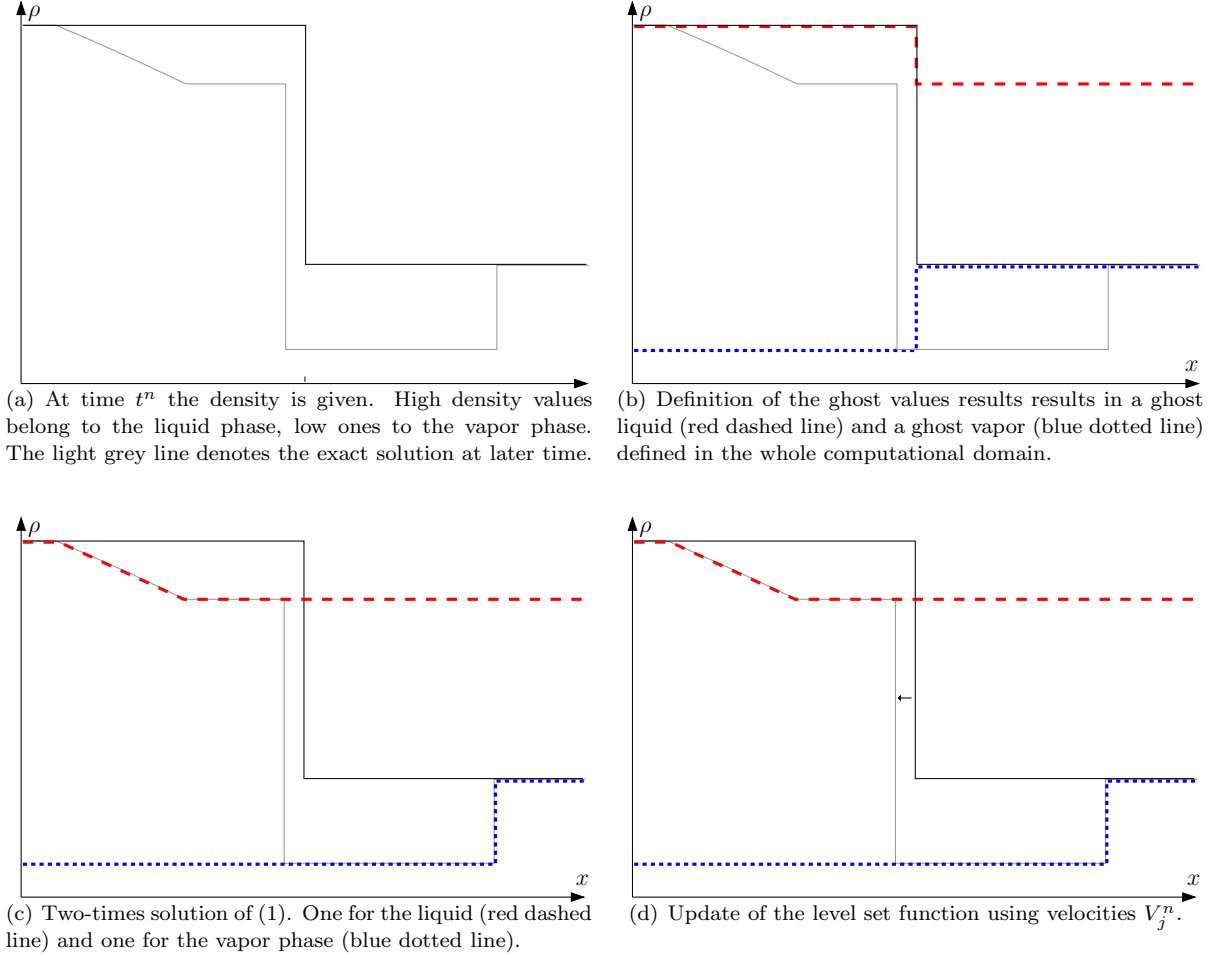 ρ
ρ
x
(a) At time tⁿ the density is given. High density values
belong to the liquid phase, low ones to the vapor phase.
The light grey line denotes the exact solution at later time.
(b) Definition of the ghost values results results in a ghost
liquid (red dashed line) and a ghost vapor (blue dotted line)
defined in the whole computational domain.
ρ
x
ρ
x
(c) Two-times solution of (1). One for the liquid (red dashed
line) and one for the vapor phase (blue dotted line).
(d) Update of the level set function using velocities Vⱼⁿ.